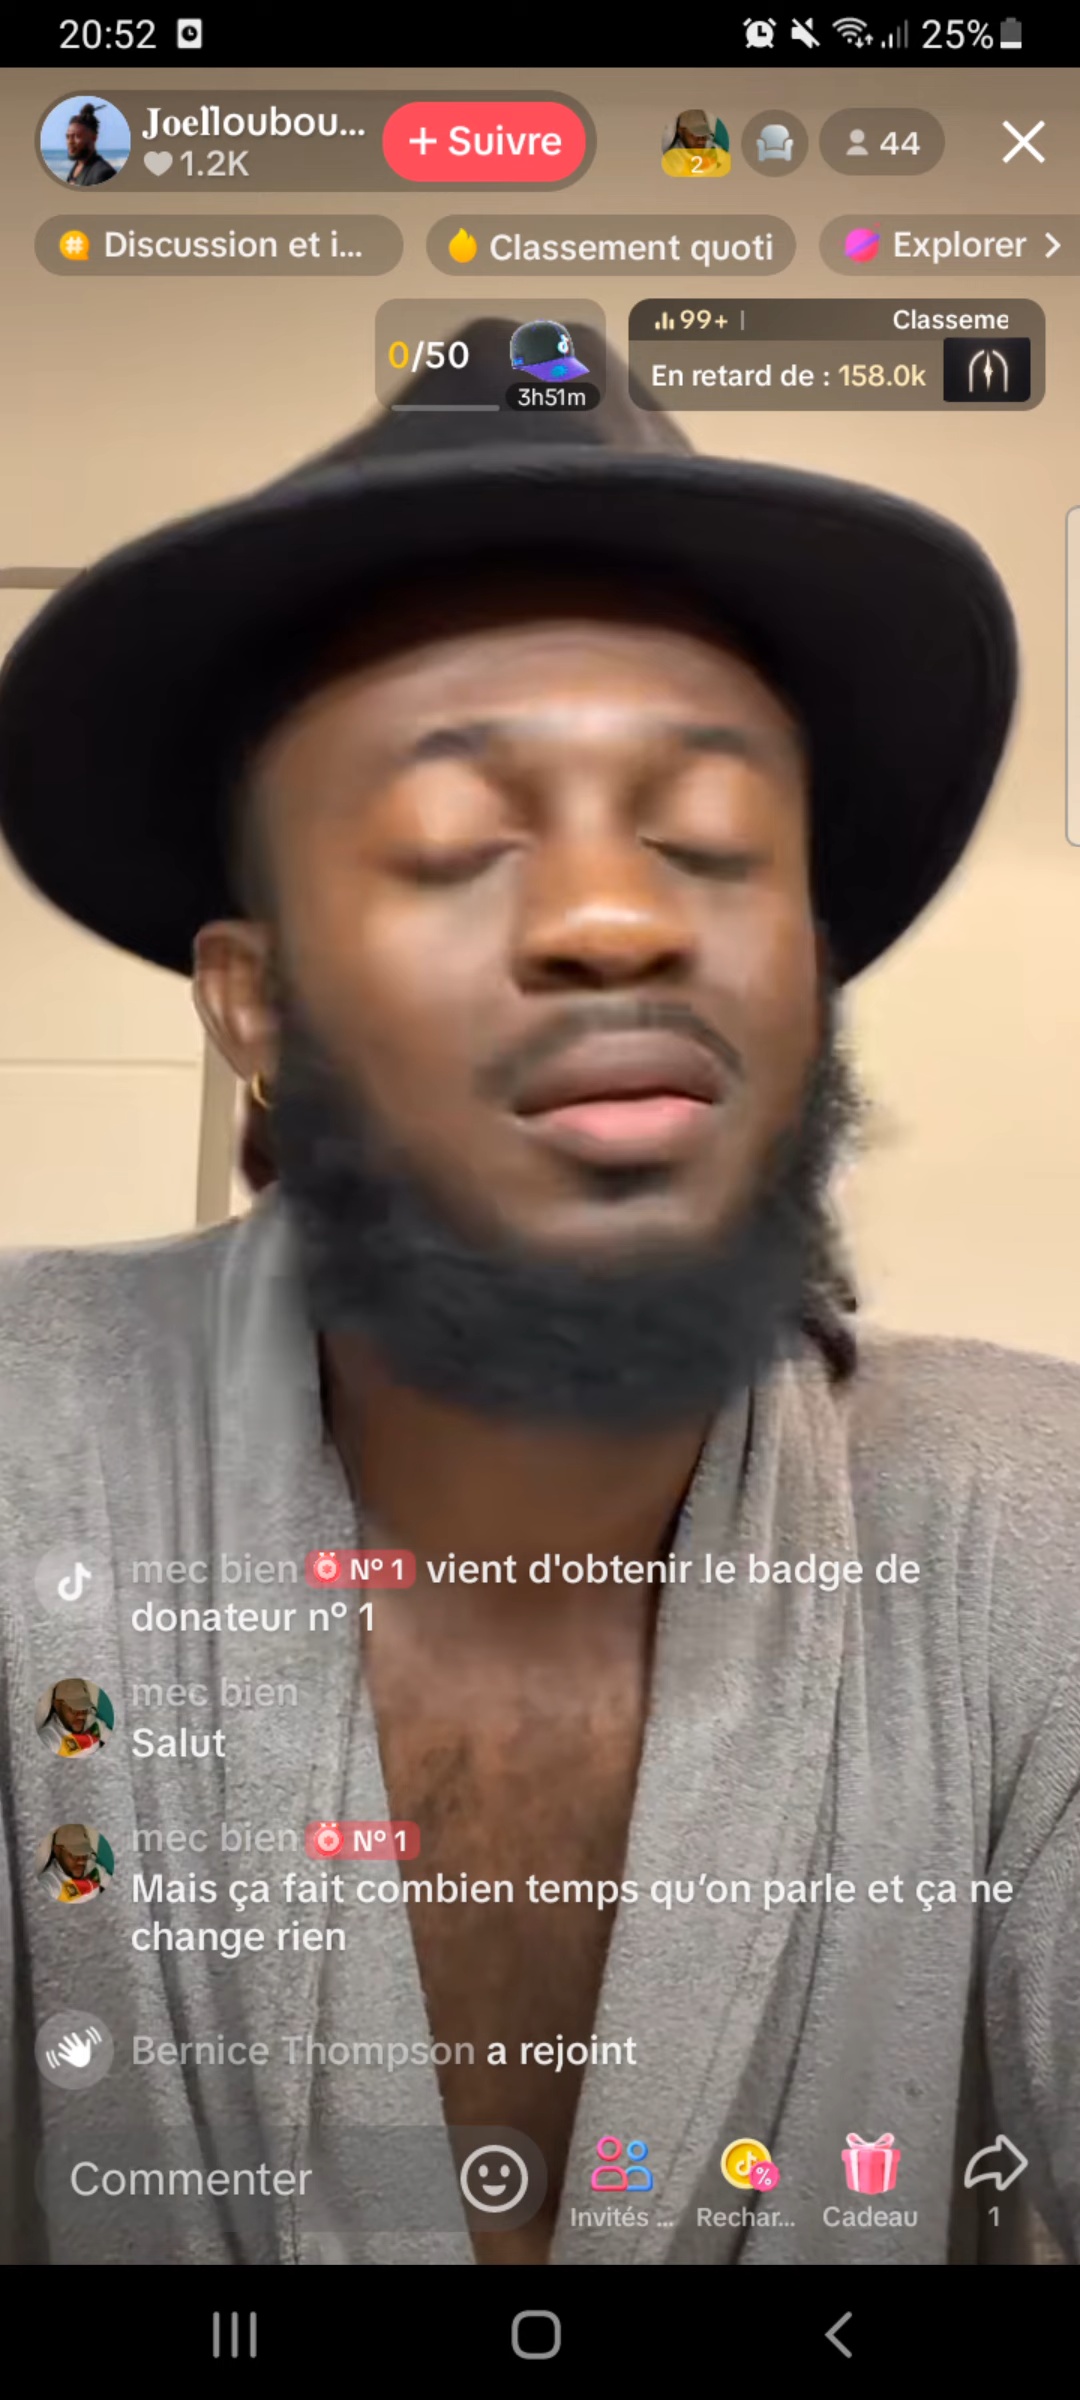 20:52
25%
Joelloubou...
+ Suivre
1.2K
2
44
Discussion et i...
Classement quoti
Explorer
0/50
3h51m
99+ |
Classeme
En retard de : 158.0k
mec bien Nº 1 vient d'obtenir le badge de
donateur nº 1
mec bien
Salut
mec bien Nº 1
Mais ça fait combien temps qu’on parle et ça ne
change rien
Bernice Thompson a rejoint
Commenter
Invités ...
Rechar...
Cadeau
1